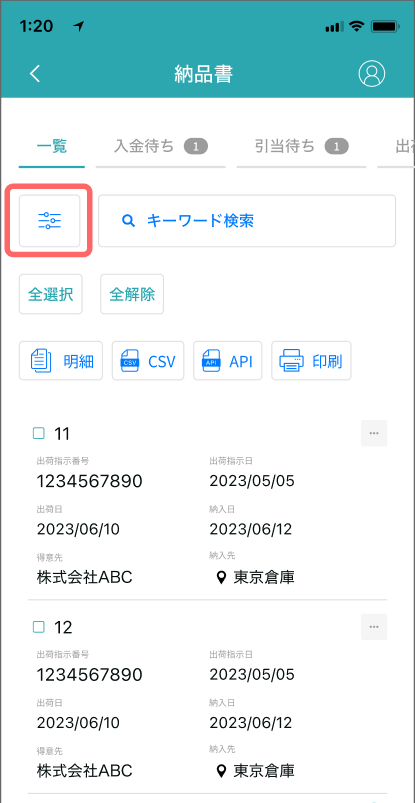 1:20
納品書
一覧 入金待ち 1 引当待ち 1 出荷
キーワード検索
全選択 全解除
明細 CSV CSV API API 印刷
11 ...
出荷指示番号 出荷指示日
1234567890 2023/05/05
出荷日 納入日
2023/06/10 2023/06/12
得意先 納入先
株式会社ABC 東京倉庫
12 ...
出荷指示番号 出荷指示日
1234567890 2023/05/05
出荷日 納入日
2023/06/10 2023/06/12
得意先 納入先
株式会社ABC 東京倉庫